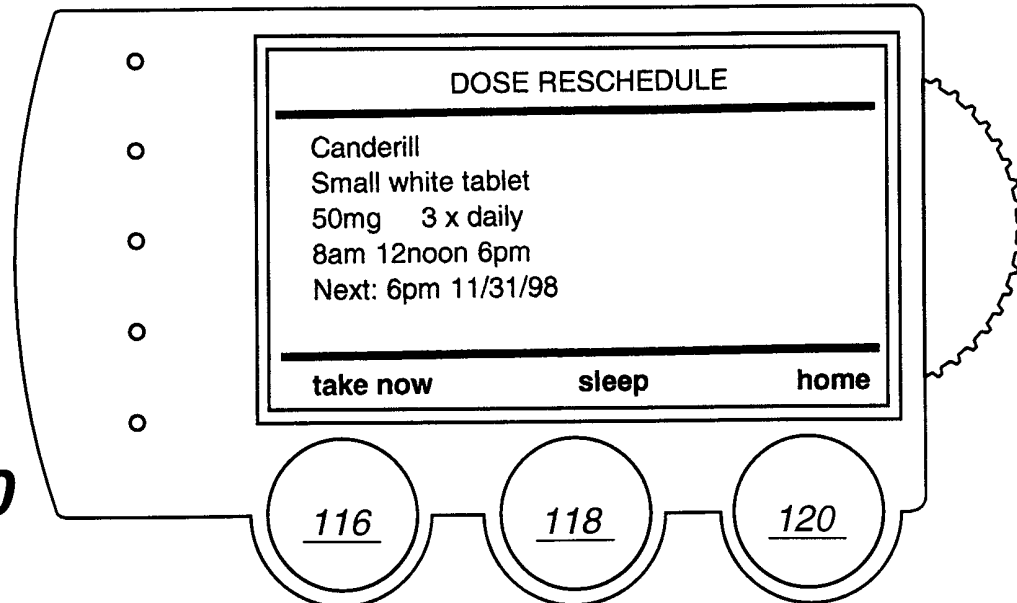 DOSE RESCHEDULE
Canderill
Small white tablet
50mg 3 x daily
8am 12noon 6pm
Next: 6pm 11/31/98
take now sleep home
116 118 120